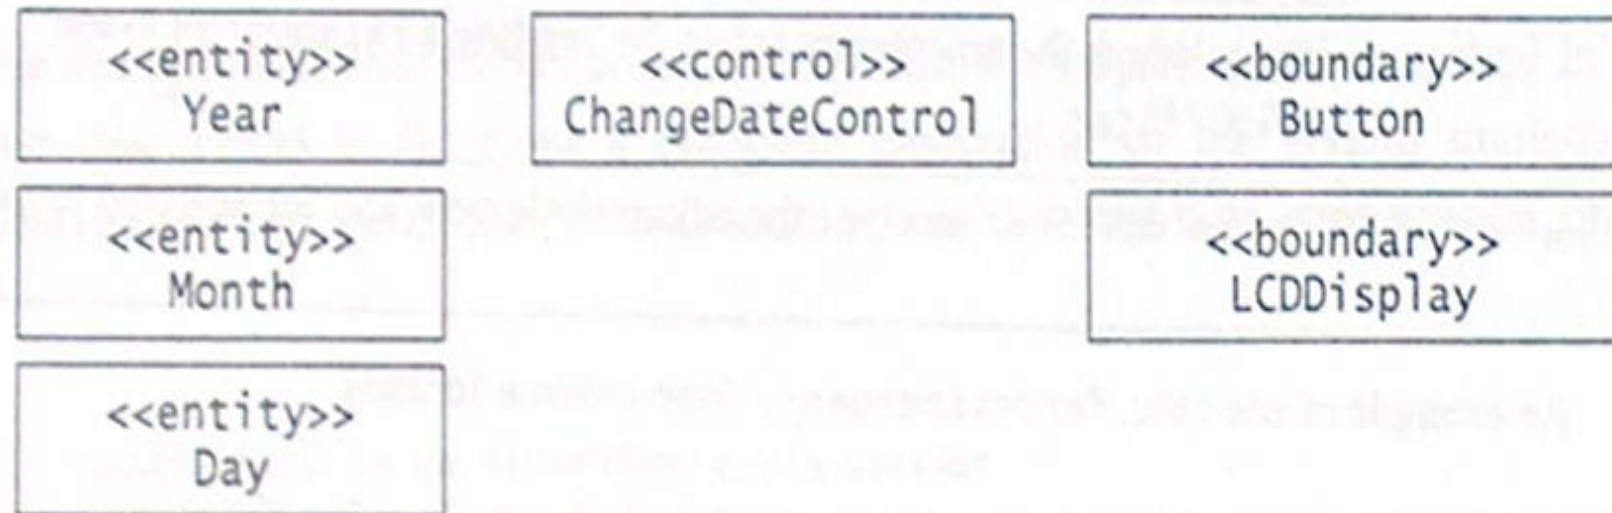 <<entity>>
Year
<<control>>
ChangeDateControl
<<boundary>>
Button
<<entity>>
Month
<<boundary>>
LCDDisplay
<<entity>>
Day